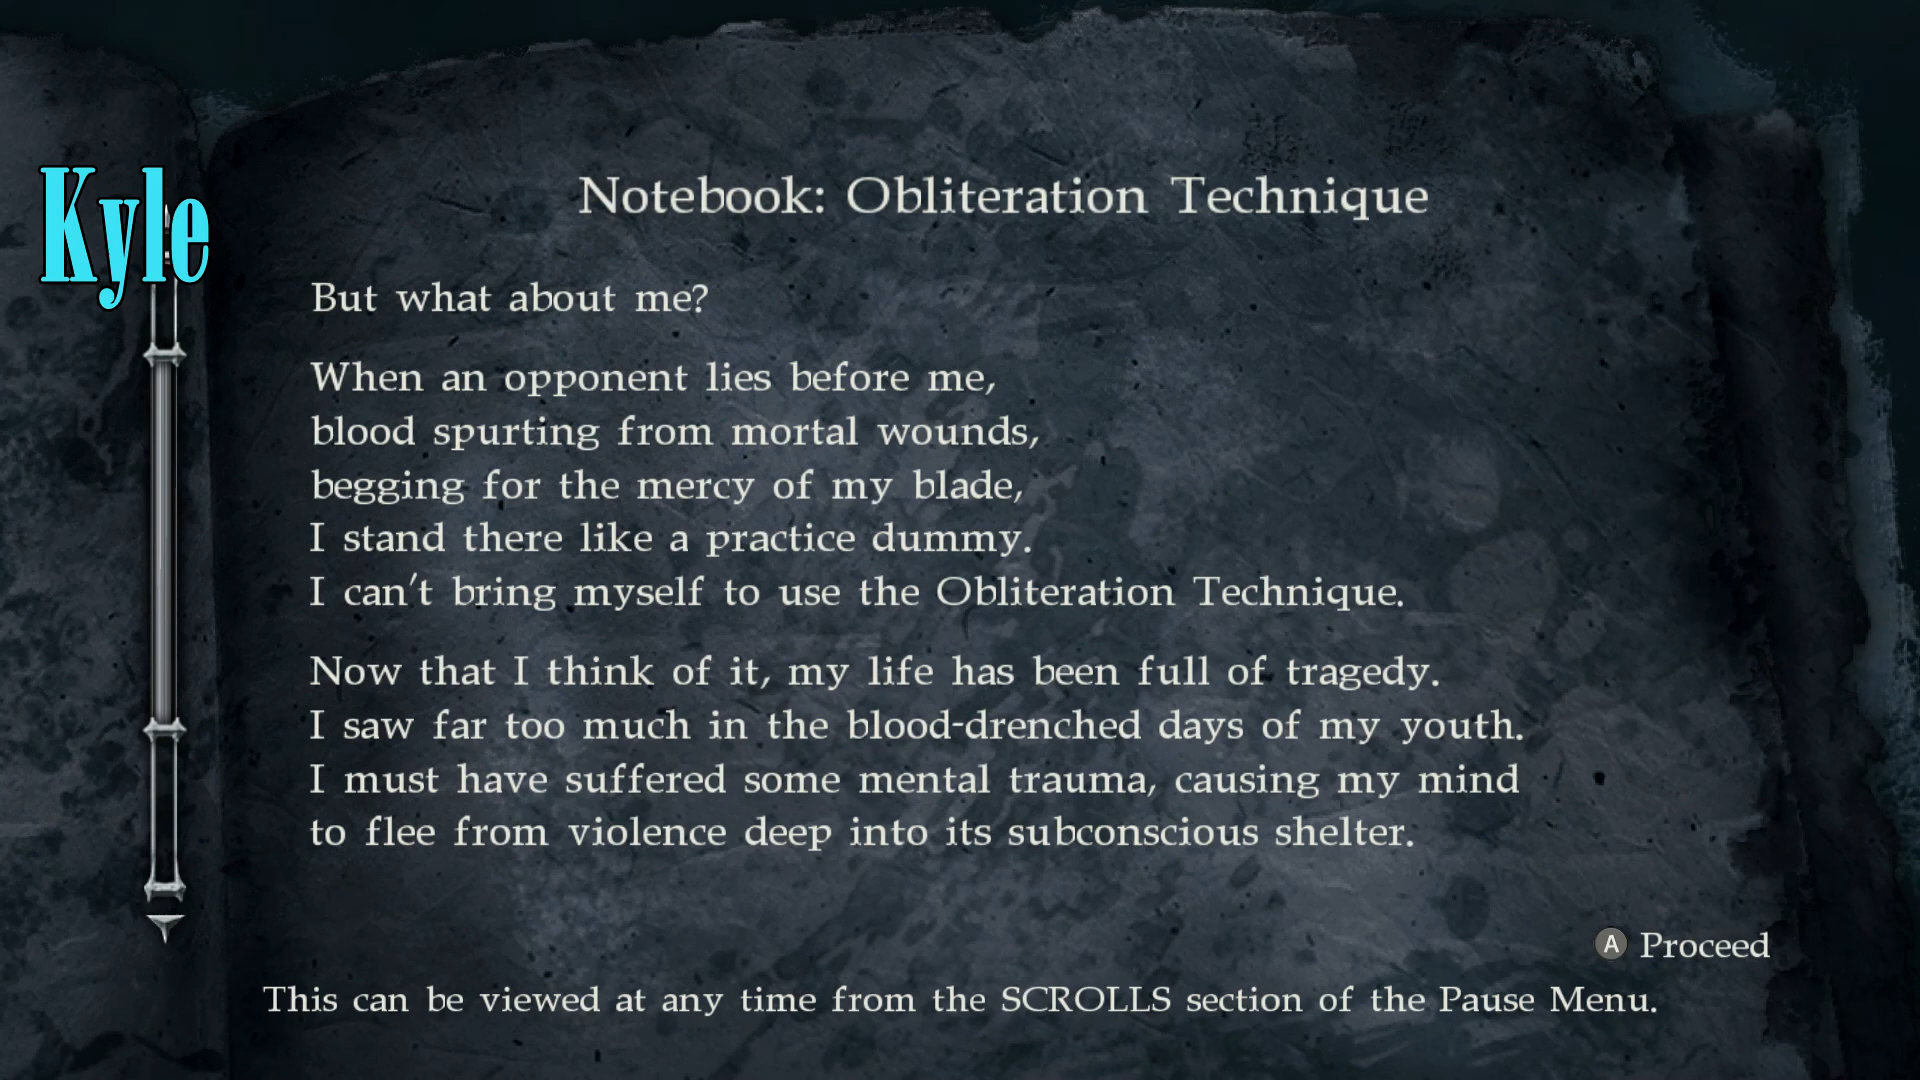 Kyle
Notebook: Obliteration Technique
But what about me?
When an opponent lies before me,
blood spurting from mortal wounds,
begging for the mercy of my blade,
I stand there like a practice dummy.
I can't bring myself to use the Obliteration Technique.
Now that I think of it, my life has been full of tragedy.
I saw far too much in the blood-drenched days of my youth.
I must have suffered some mental trauma, causing my mind
to flee from violence deep into its subconscious shelter.
A Proceed
This can be viewed at any time from the SCROLLS section of the Pause Menu.